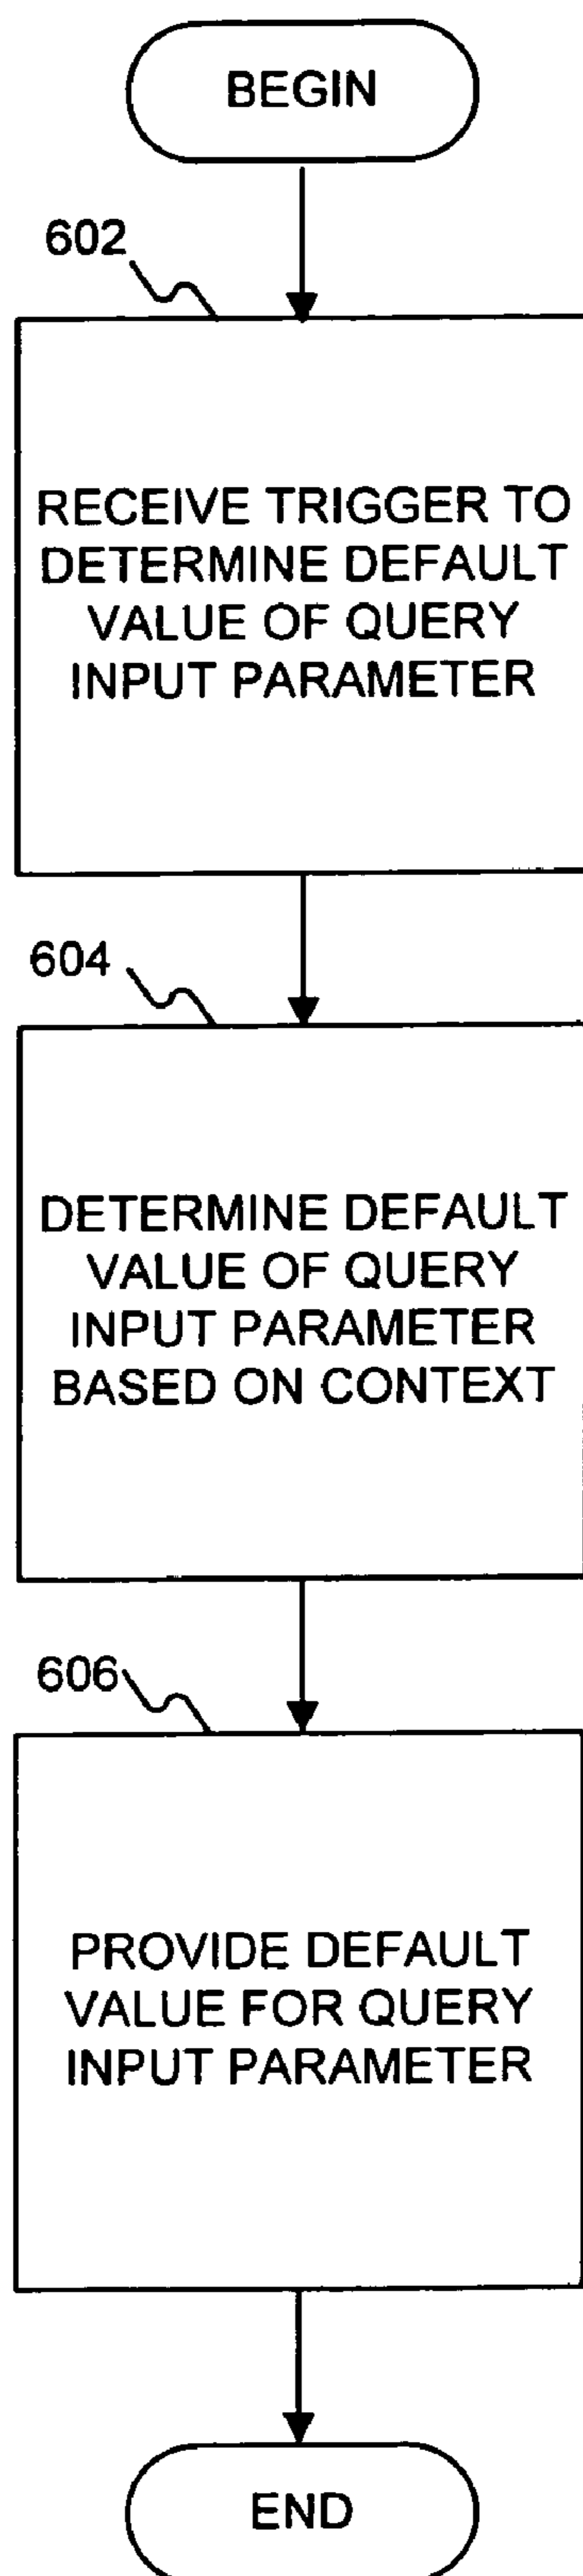 BEGIN
602
RECEIVE TRIGGER TO
DETERMINE DEFAULT
VALUE OF QUERY
INPUT PARAMETER
604
DETERMINE DEFAULT
VALUE OF QUERY
INPUT PARAMETER
BASED ON CONTEXT
606
PROVIDE DEFAULT
VALUE FOR QUERY
INPUT PARAMETER
END